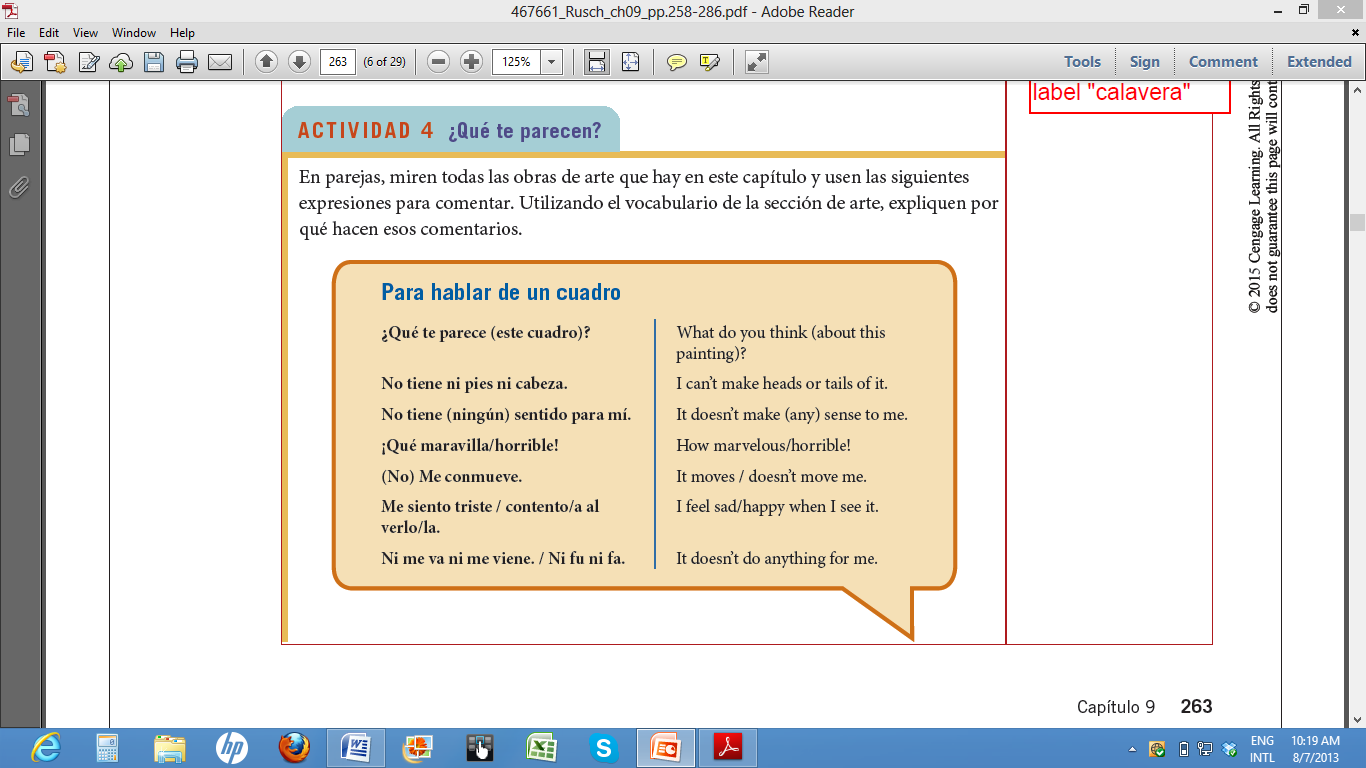 467661_Rusch_ch09_pp.258-286.pdf - Adobe Reader
File Edit View Window Help
263 (6 of 29) 125% Tools Sign Comment Extended
label "calavera"
© 2015 Cengage Learning. All Rights
does not guarantee this page will cont
ACTIVIDAD 4 ¿Qué te parecen?
En parejas, miren todas las obras de arte que hay en este capítulo y usen las siguientes
expresiones para comentar. Utilizando el vocabulario de la sección de arte, expliquen por
qué hacen esos comentarios.
Para hablar de un cuadro
¿Qué te parece (este cuadro)? What do you think (about this
painting)?
No tiene ni pies ni cabeza. I can't make heads or tails of it.
No tiene (ningún) sentido para mí. It doesn't make (any) sense to me.
¡Qué maravilla/horrible! How marvelous/horrible!
(No) Me conmueve. It moves / doesn't move me.
Me siento triste / contento/a al I feel sad/happy when I see it.
verlo/la.
Ni me va ni me viene. / Ni fu ni fa. It doesn't do anything for me.
Capítulo 9 263
ENG 10:19 AM
INTL 8/7/2013